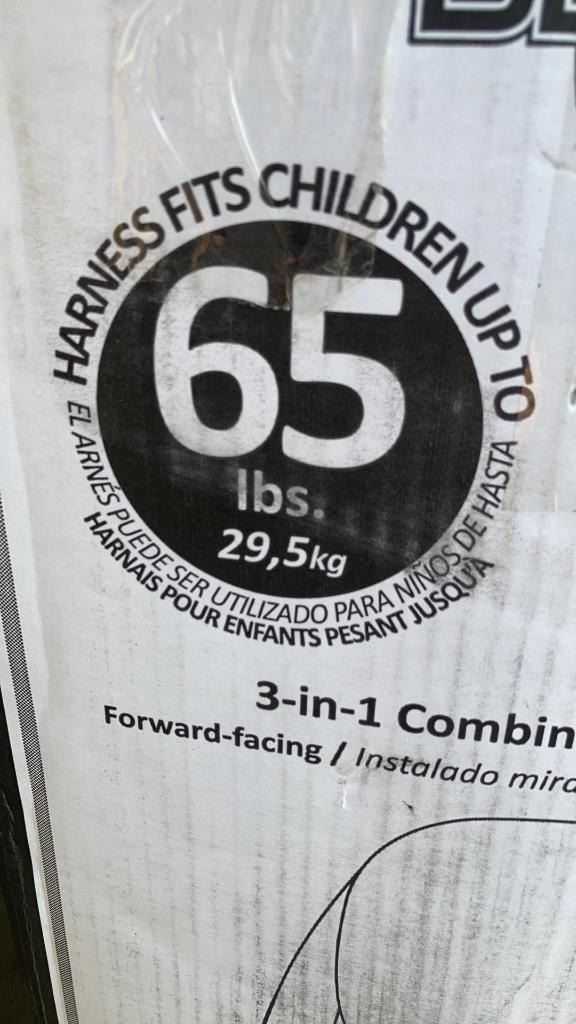 HARNESS FITS CHILDREN UP TO
65
lbs.
29,5kg
EL ARNÉS PUEDE SER UTILIZADO PARA NIÑOS DE HASTA
HARNAIS POUR ENFANTS PESANT JUSQU'À
3-in-1 Combin
Forward-facing / Instalado mira